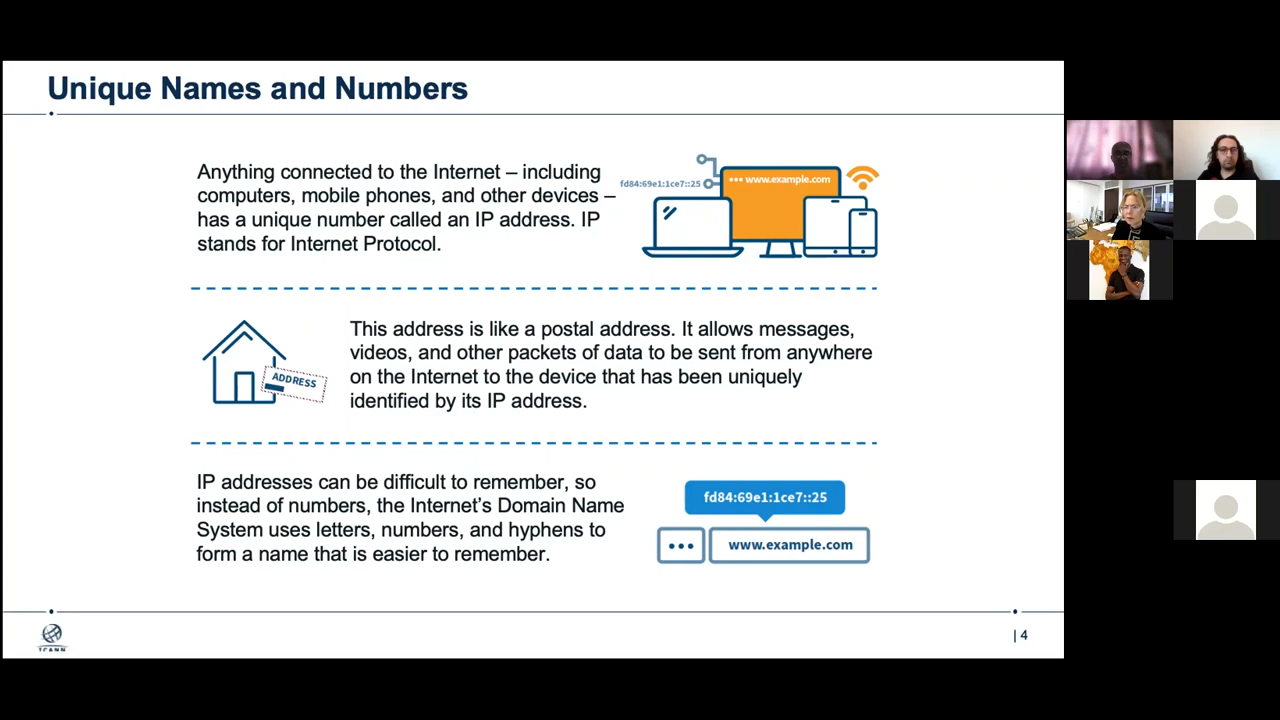 Unique Names and Numbers
Anything connected to the Internet – including
computers, mobile phones, and other devices –
has a unique number called an IP address. IP
stands for Internet Protocol.
fd84:69e1:1ce7::25
••• www.example.com
This address is like a postal address. It allows messages,
videos, and other packets of data to be sent from anywhere
on the Internet to the device that has been uniquely
identified by its IP address.
ADDRESS
IP addresses can be difficult to remember, so
instead of numbers, the Internet's Domain Name
System uses letters, numbers, and hyphens to
form a name that is easier to remember.
fd84:69e1:1ce7::25
••• www.example.com
ICANN
| 4